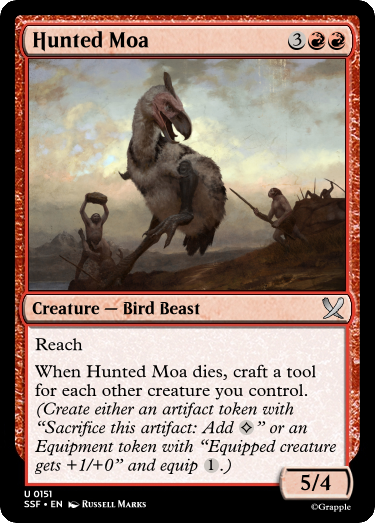 Hunted Moa 3
Creature — Bird Beast
Reach
When Hunted Moa dies, craft a tool
for each other creature you control.
(Create either an artifact token with
“Sacrifice this artifact: Add ” or an
Equipment token with “Equipped creature
gets +1/+0” and equip 1.)
5/4
U 0151
SSF • EN RUSSELL MARKS
©Grapple